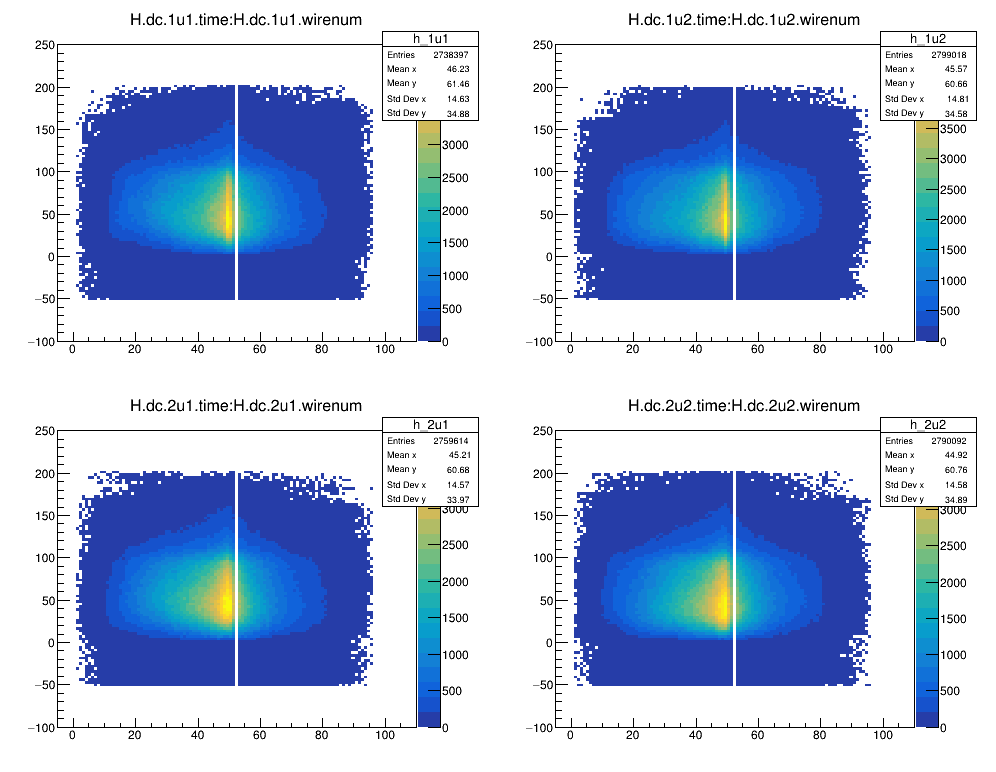 H.dc.1u1.time:H.dc.1u1.wirenum
h_1u1
Entries 2738397
Mean x 46.23
Mean y 61.46
Std Dev x 14.63
Std Dev y 34.88
250
200
150
100
50
0
−50
−100
0 20 40 60 80 100
3000
2500
2000
1500
1000
500
0
H.dc.1u2.time:H.dc.1u2.wirenum
h_1u2
Entries 2799018
Mean x 45.57
Mean y 60.66
Std Dev x 14.81
Std Dev y 34.58
250
200
150
100
50
0
−50
−100
0 20 40 60 80 100
3500
3000
2500
2000
1500
1000
500
0
H.dc.2u1.time:H.dc.2u1.wirenum
h_2u1
Entries 2759614
Mean x 45.21
Mean y 60.68
Std Dev x 14.57
Std Dev y 33.97
250
200
150
100
50
0
−50
−100
0 20 40 60 80 100
3000
2500
2000
1500
1000
500
0
H.dc.2u2.time:H.dc.2u2.wirenum
h_2u2
Entries 2790092
Mean x 44.92
Mean y 60.76
Std Dev x 14.58
Std Dev y 34.89
250
200
150
100
50
0
−50
−100
0 20 40 60 80 100
3000
2500
2000
1500
1000
500
0